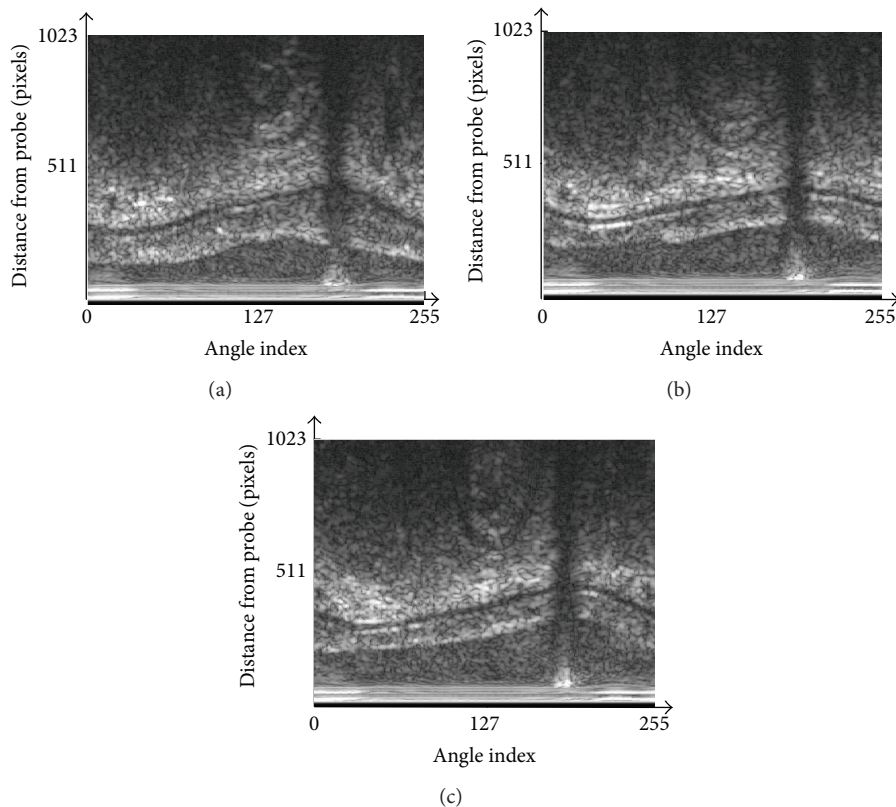 1023
Distance from probe (pixels)
511
0
127
255
Angle index
(a)
1023
Distance from probe (pixels)
511
0
127
255
Angle index
(b)
1023
Distance from probe (pixels)
511
0
127
255
Angle index
(c)